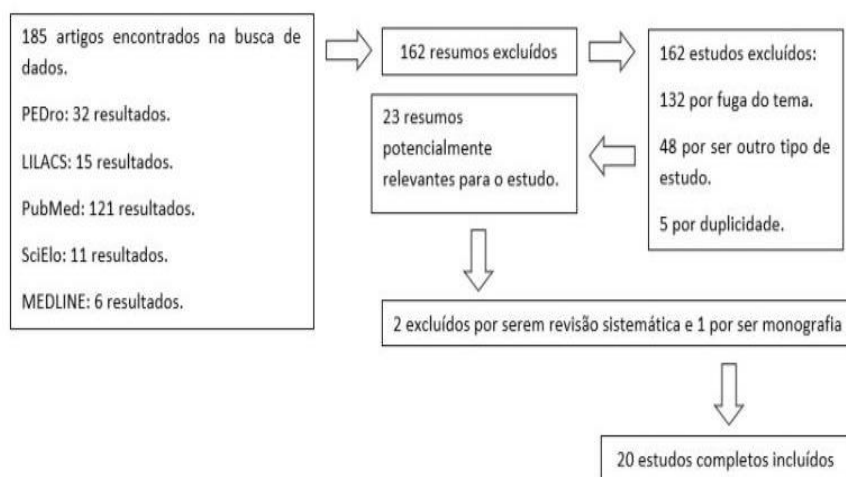 185 artigos encontrados na busca de
dados.
PEDro: 32 resultados.
LILACS: 15 resultados.
PubMed: 121 resultados.
SciElo: 11 resultados.
MEDLINE: 6 resultados.
162 resumos excluídos
162 estudos excluídos:
132 por fuga do tema.
48 por ser outro tipo de
estudo.
5 por duplicidade.
23 resumos
potencialmente
relevantes para o estudo.
2 excluídos por serem revisão sistemática e 1 por ser monografia
20 estudos completos incluídos